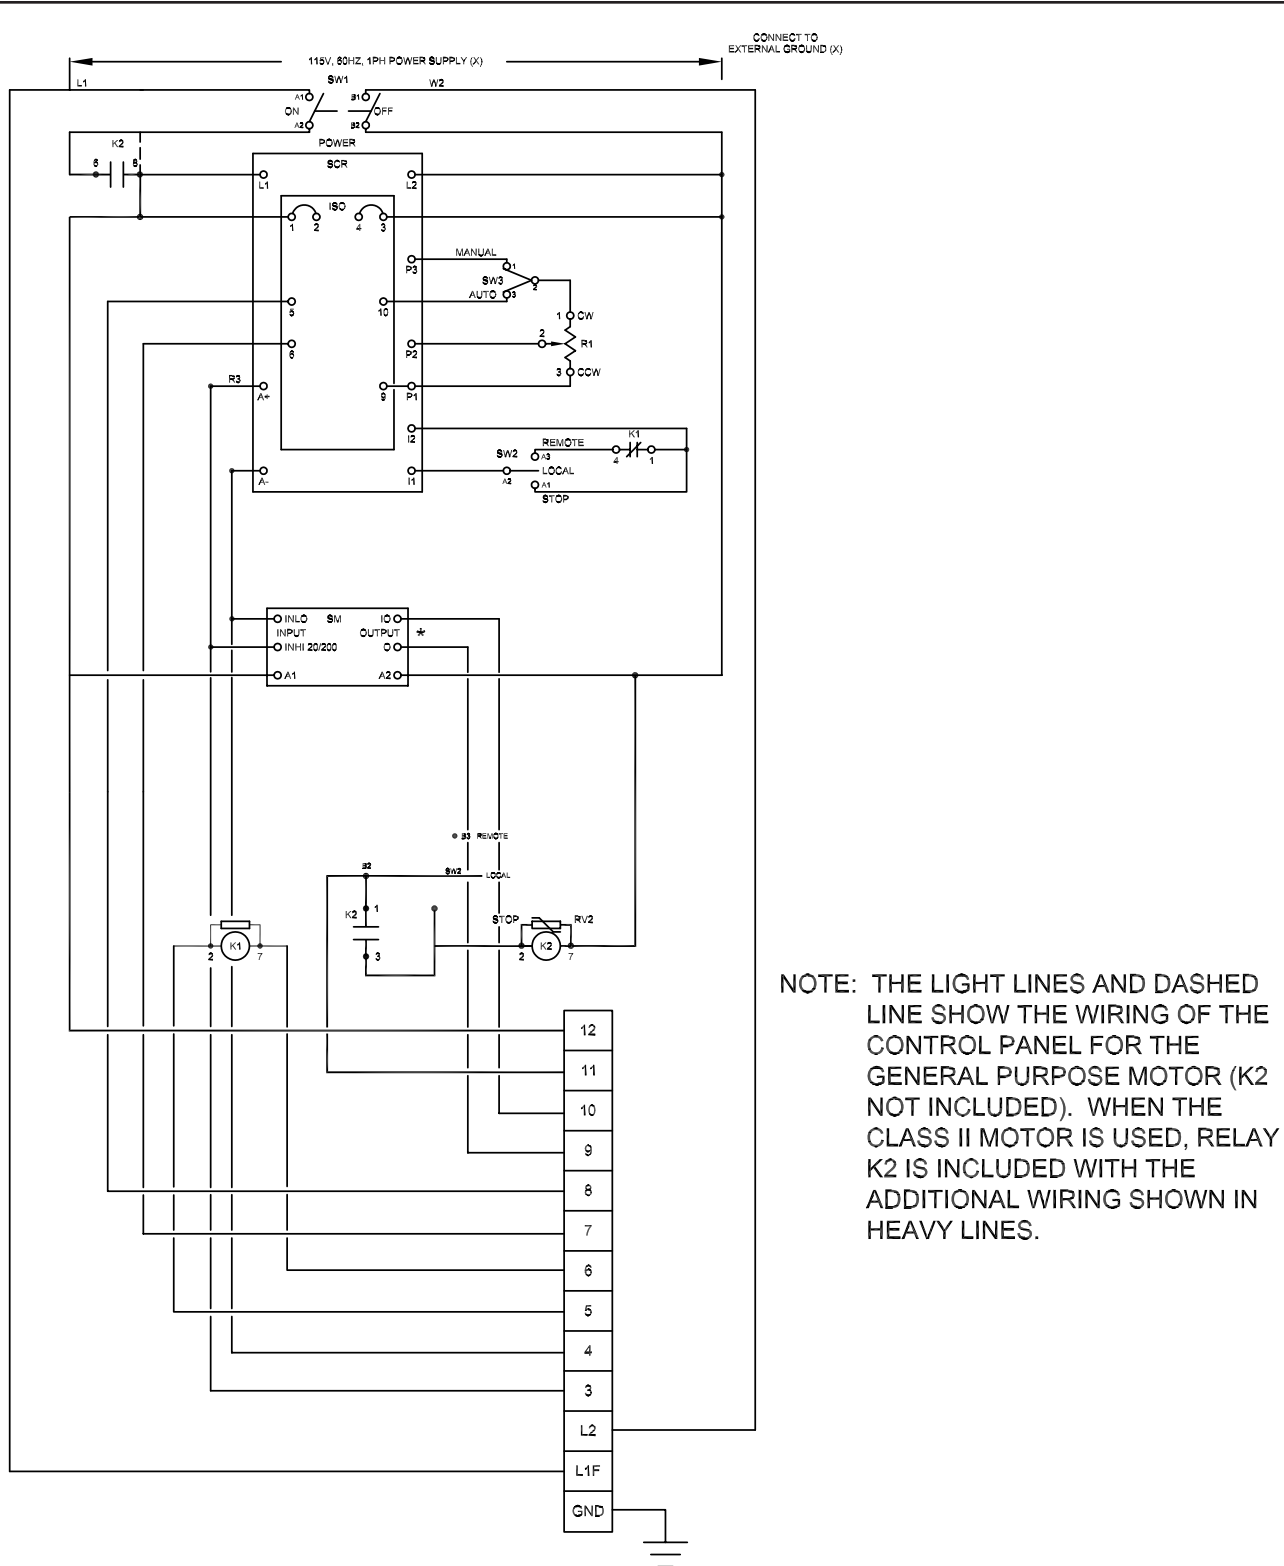 CONNECT TO
EXTERNAL GROUND (X)
115V, 60HZ, 1PH POWER SUPPLY (X)
L1
SW1
W2
A1
B1
ON
OFF
A2
B2
K2
POWER
6
8
SCR
L1
L2
ISO
1
2
4
3
MANUAL
P3
1
SW3
2
AUTO
3
5
10
1
CW
2
R1
6
P2
3
CCW
R3
A+
9
P1
I2
K1
REMOTE
SW2
A3
4
1
LOCAL
A-
I1
A2
A1
STOP
INLO
SM
IO
INPUT
OUTPUT
*
INHI 20/200
O
A1
A2
B3
REMOTE
B2
SW2
LOCAL
K2
1
STOP
RV2
K1
K2
2
7
3
2
7
12
11
10
9
8
7
6
5
4
3
L2
L1F
GND
NOTE: THE LIGHT LINES AND DASHED
LINE SHOW THE WIRING OF THE
CONTROL PANEL FOR THE
GENERAL PURPOSE MOTOR (K2
NOT INCLUDED). WHEN THE
CLASS II MOTOR IS USED, RELAY
K2 IS INCLUDED WITH THE
ADDITIONAL WIRING SHOWN IN
HEAVY LINES.